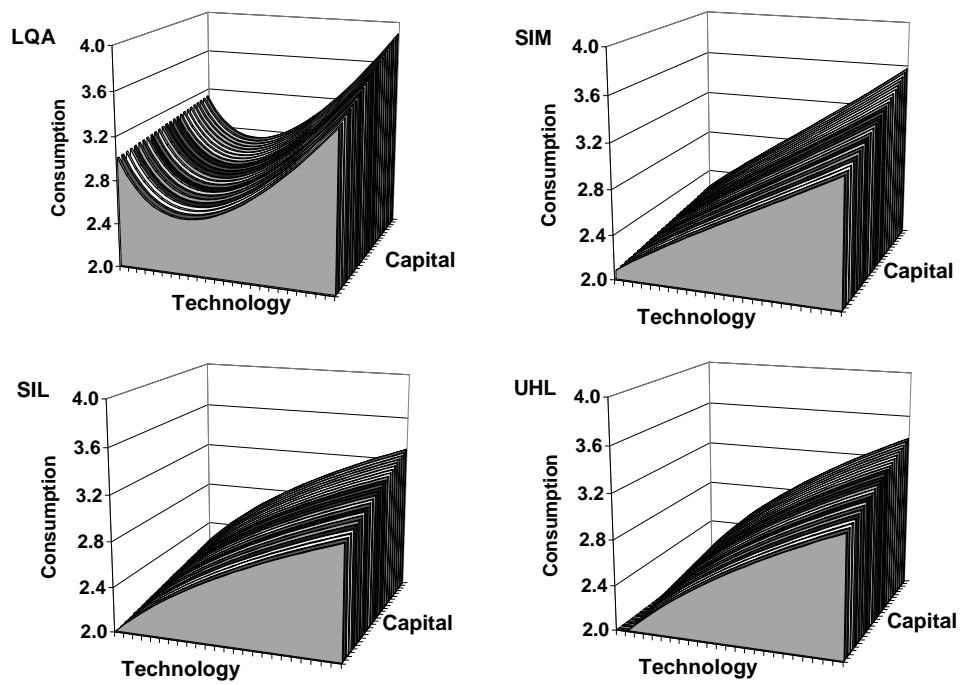 LQA
4.0
3.6
3.2
2.8
2.4
2.0
Consumption
Technology
Capital
SIM
4.0
3.6
3.2
2.8
2.4
2.0
Consumption
Technology
Capital
SIL
4.0
3.6
3.2
2.8
2.4
2.0
Consumption
Technology
Capital
UHL
4.0
3.6
3.2
2.8
2.4
2.0
Consumption
Technology
Capital